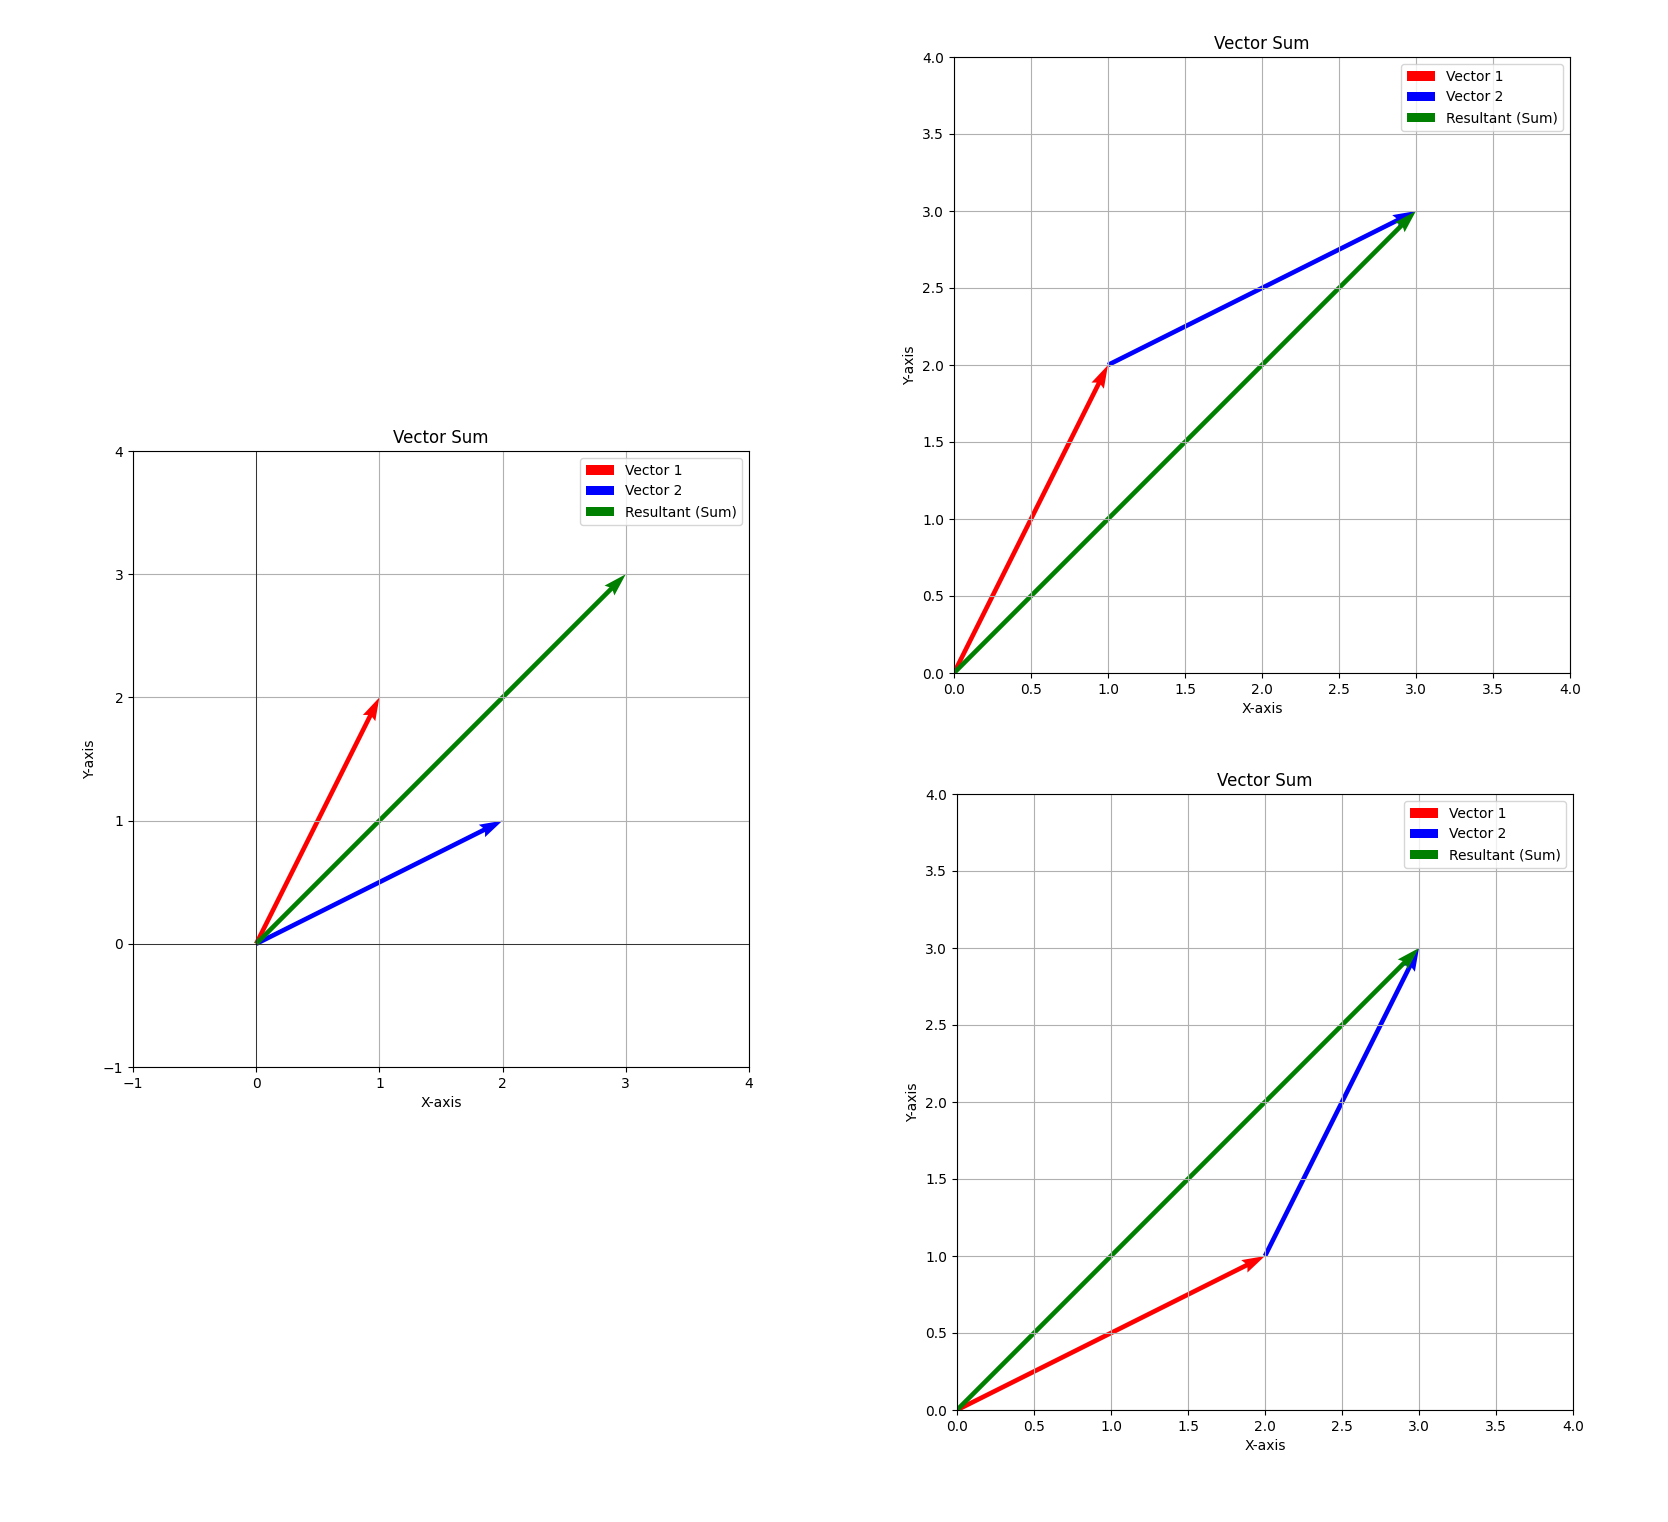 Vector Sum
4
3
2
1
0
−1
Y-axis
Vector 1
Vector 2
Resultant (Sum)
−1 0 1 2 3 4
X-axis
Vector Sum
4.0
3.5
3.0
2.5
2.0
1.5
1.0
0.5
0.0
Y-axis
Vector 1
Vector 2
Resultant (Sum)
0.0 0.5 1.0 1.5 2.0 2.5 3.0 3.5 4.0
X-axis
Vector Sum
4.0
3.5
3.0
2.5
2.0
1.5
1.0
0.5
0.0
Y-axis
Vector 1
Vector 2
Resultant (Sum)
0.0 0.5 1.0 1.5 2.0 2.5 3.0 3.5 4.0
X-axis